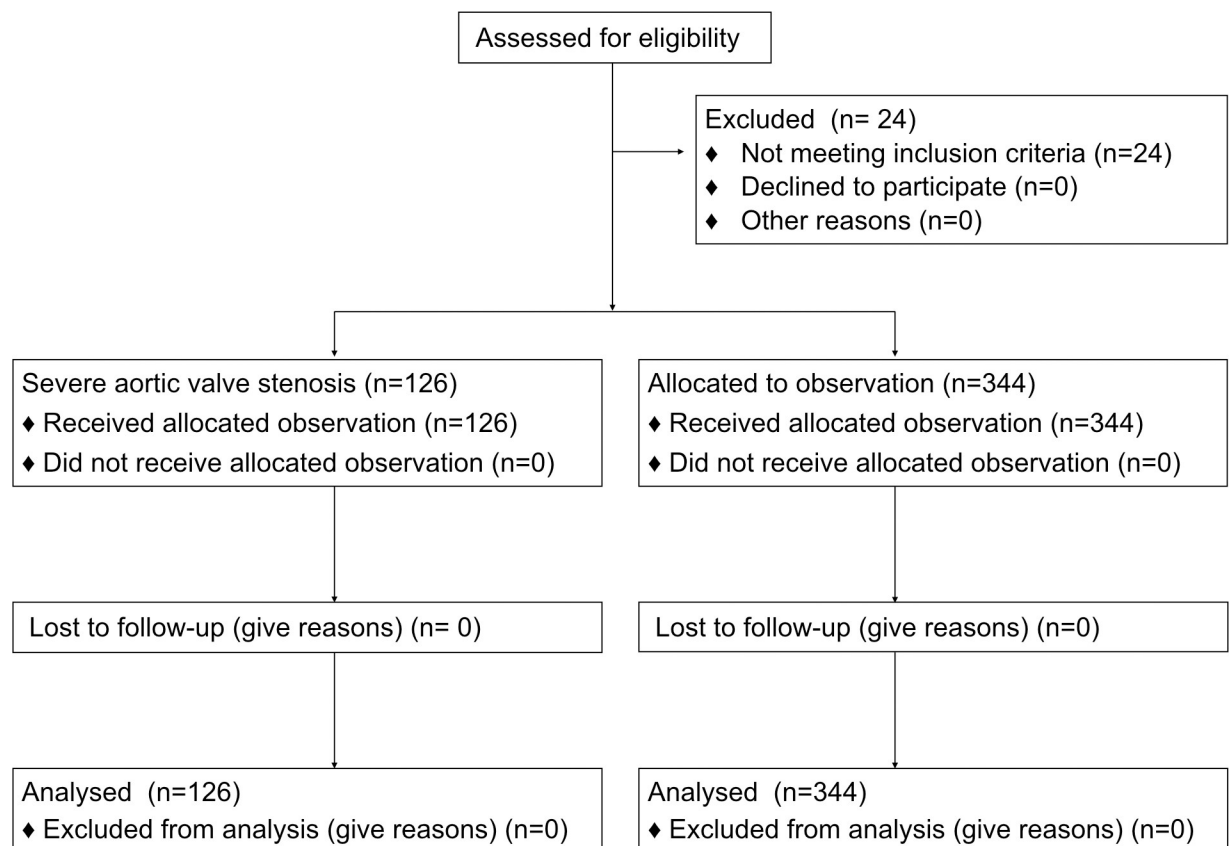 Assessed for eligibility
Excluded (n= 24)
♦ Not meeting inclusion criteria (n=24)
♦ Declined to participate (n=0)
♦ Other reasons (n=0)
Severe aortic valve stenosis (n=126)
♦ Received allocated observation (n=126)
♦ Did not receive allocated observation (n=0)
Allocated to observation (n=344)
♦ Received allocated observation (n=344)
♦ Did not receive allocated observation (n=0)
Lost to follow-up (give reasons) (n= 0)
Lost to follow-up (give reasons) (n=0)
Analysed (n=126)
♦ Excluded from analysis (give reasons) (n=0)
Analysed (n=344)
♦ Excluded from analysis (give reasons) (n=0)